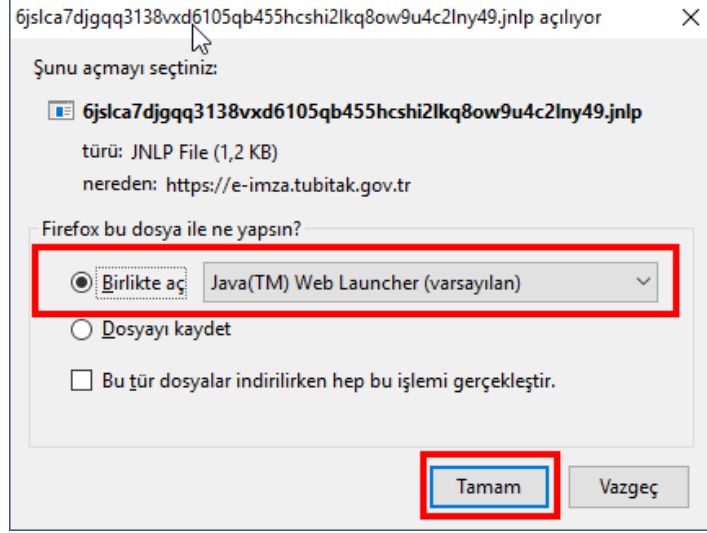 6jslca7djgqq3138vxd6105qb455hcshi2lkq8ow9u4c2lny49.jnlp açılıyor
Şunu açmayı seçtiniz:
6jslca7djgqq3138vxd6105qb455hcshi2lkq8ow9u4c2lny49.jnlp
türü: JNLP File (1,2 KB)
nereden: https://e-imza.tubitak.gov.tr
Firefox bu dosya ile ne yapsın?
Birlikte aç Java(TM) Web Launcher (varsayılan)
Dosyayı kaydet
Bu tür dosyalar indirilirken hep bu işlemi gerçekleştir.
Tamam Vazgeç